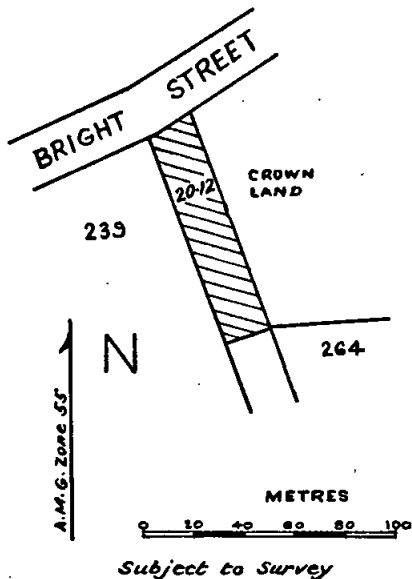 BRIGHT STREET
20·12
CROWN
LAND
239
264
N
A.M.G. ZONE 55
METRES
0 20 40 60 80 100
Subject to Survey